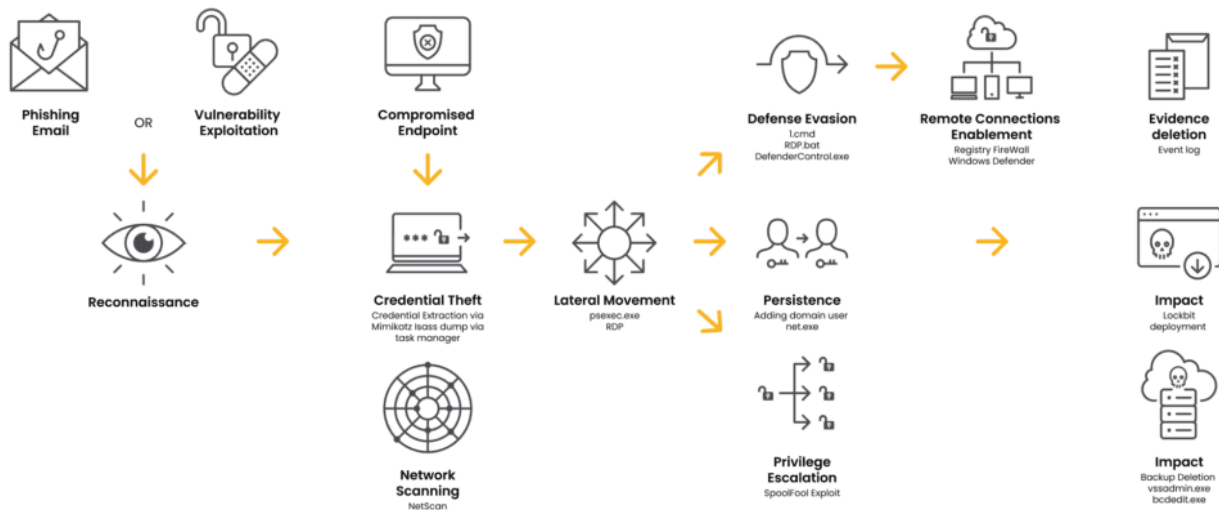 Phishing
Email
OR
Vulnerability
Exploitation
Compromised
Endpoint
Defense Evasion
1.cmd
RDP.bat
DefenderControl.exe
Remote Connections
Enablement
Registry FireWall
Windows Defender
Evidence
deletion
Event log
Reconnaissance
***
Credential Theft
Credential Extraction via
Mimikatz lsass dump via
task manager
Lateral Movement
psexec.exe
RDP
Persistence
Adding domain user
net.exe
Impact
Lockbit
deployment
Network
Scanning
NetScan
Privilege
Escalation
SpoolFool Exploit
Impact
Backup Deletion
vssadmin.exe
bcdedit.exe